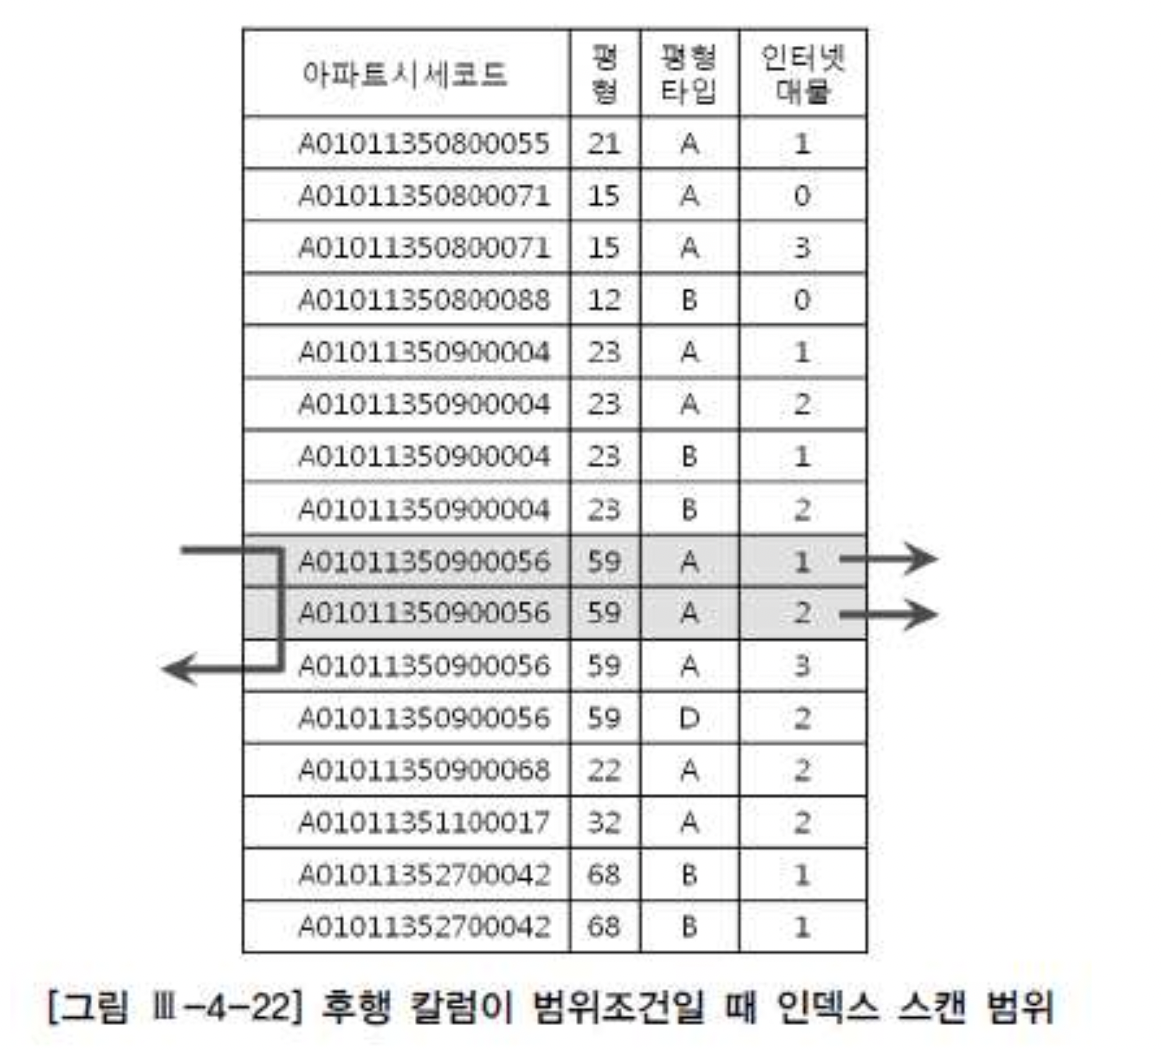 아파트시세코드 평형 평형타입 인터넷매물
A01011350800055 21 A 1
A01011350800071 15 A 0
A01011350800071 15 A 3
A01011350800088 12 B 0
A01011350900004 23 A 1
A01011350900004 23 A 2
A01011350900004 23 B 1
A01011350900004 23 B 2
A01011350900056 59 A 1
A01011350900056 59 A 2
A01011350900056 59 A 3
A01011350900056 59 D 2
A01011350900068 22 A 2
A01011351100017 32 A 2
A01011352700042 68 B 1
A01011352700042 68 B 1
[그림 Ⅲ-4-22] 후행 칼럼이 범위조건일 때 인덱스 스캔 범위